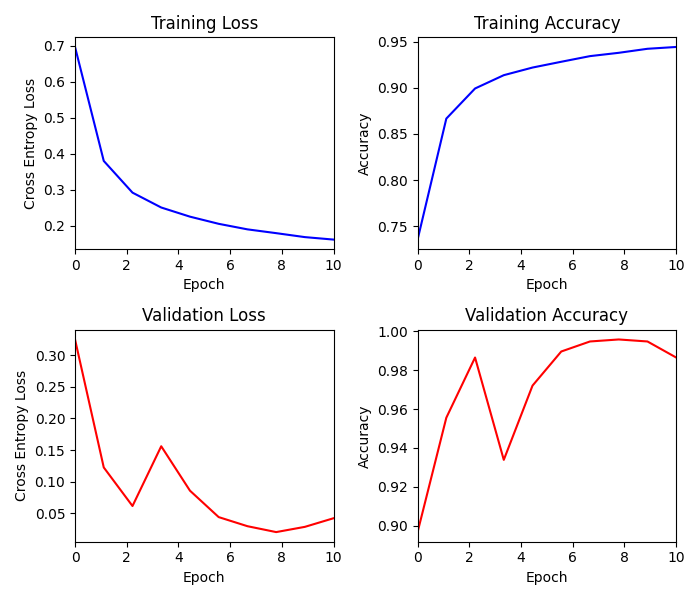 Training Loss
Cross Entropy Loss
0.7
0.6
0.5
0.4
0.3
0.2
0 2 4 6 8 10
Epoch
Training Accuracy
Accuracy
0.95
0.90
0.85
0.80
0.75
0 2 4 6 8 10
Epoch
Validation Loss
Cross Entropy Loss
0.30
0.25
0.20
0.15
0.10
0.05
0 2 4 6 8 10
Epoch
Validation Accuracy
Accuracy
1.00
0.98
0.96
0.94
0.92
0.90
0 2 4 6 8 10
Epoch